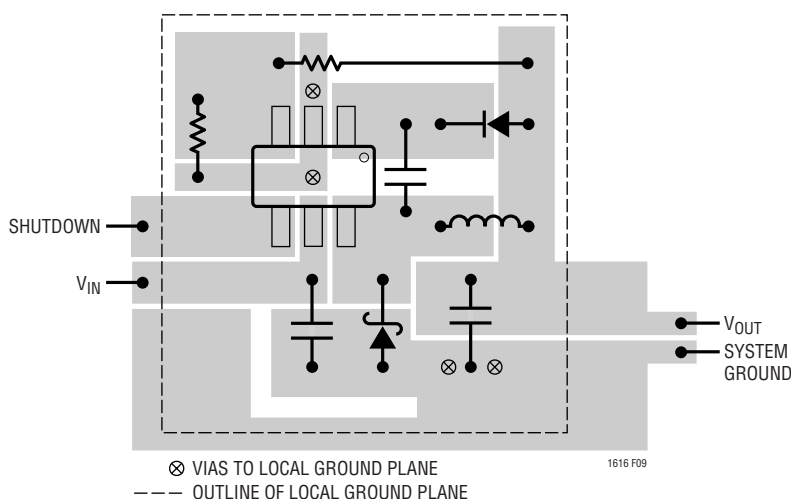 SHUTDOWN
VIN
VOUT
SYSTEM
GROUND
1616 F09
⊗ VIAS TO LOCAL GROUND PLANE
--- OUTLINE OF LOCAL GROUND PLANE